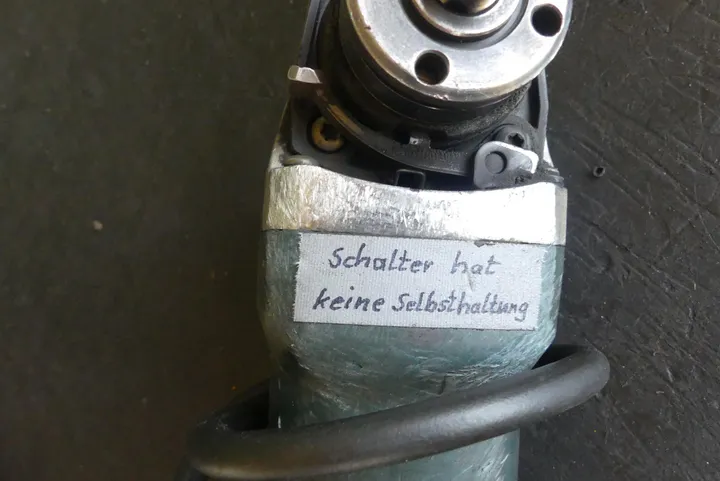 Schalter hat
keine Selbsthaltung